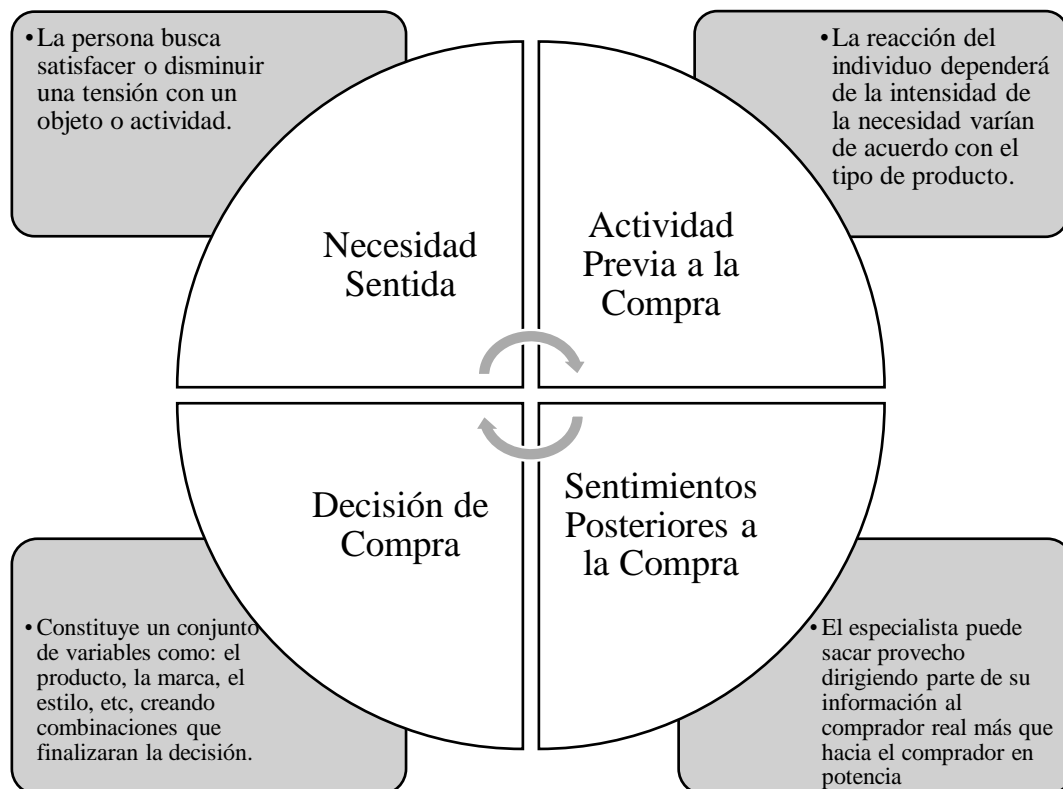 •La persona busca
satisfacer o disminuir
una tensión con un
objeto o actividad.
•La reacción del
individuo dependerá
de la intensidad de
la necesidad varían
de acuerdo con el
tipo de producto.
Necesidad
Sentida
Actividad
Previa a la
Compra
Decisión de
Compra
Sentimientos
Posteriores a
la Compra
•Constituye un conjunto
de variables como: el
producto, la marca, el
estilo, etc, creando
combinaciones que
finalizaran la decisión.
•El especialista puede
sacar provecho
dirigiendo parte de su
información al
comprador real más que
hacia el comprador en
potencia